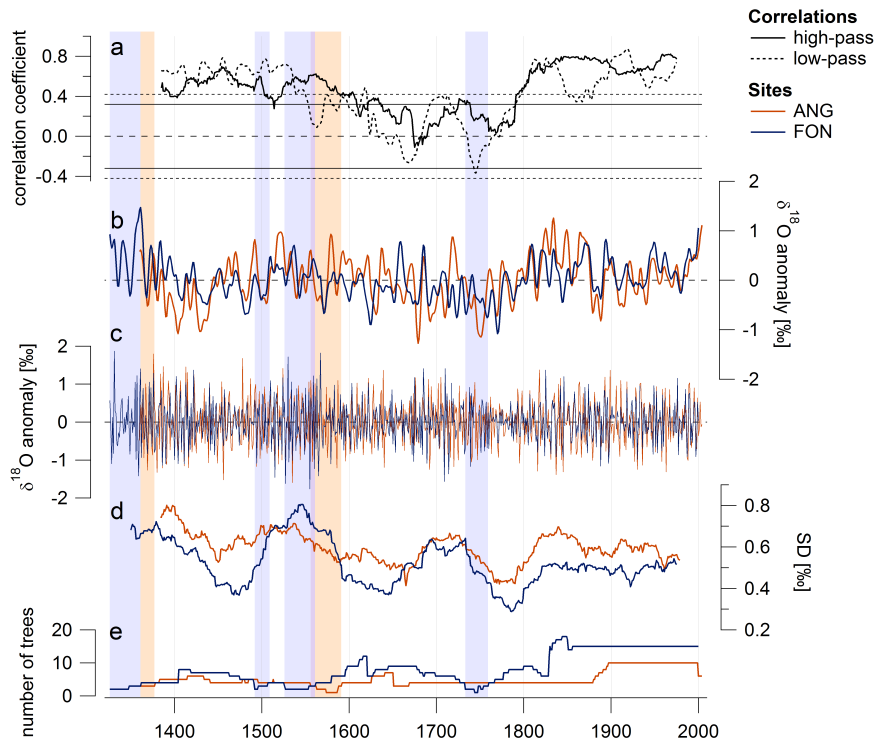 Correlations
high-pass
low-pass
Sites
ANG
FON
a
correlation coefficient
0.8
0.4
0.0
-0.4
b
δ18O anomaly [‰]
2
1
0
-1
-2
c
δ18O anomaly [‰]
2
1
0
-1
-2
d
SD
[‰]
0.8
0.6
0.4
0.2
e
number of trees
20
10
0
1400 1500 1600 1700 1800 1900 2000